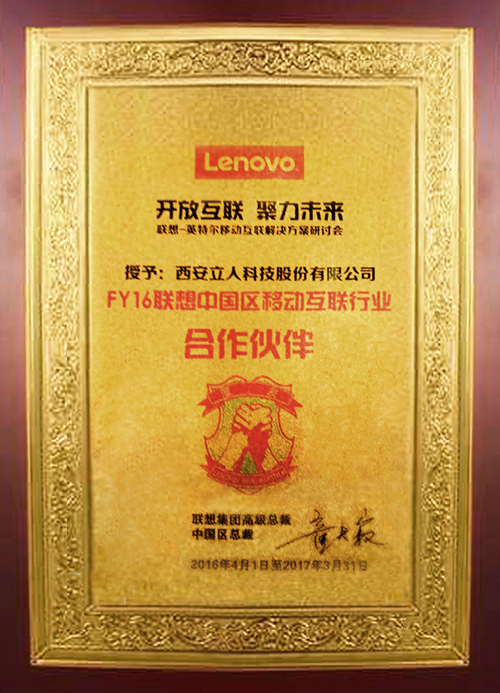 Lenovo
开放互联 聚力未来
联想-英特尔移动互联解决方案研讨会
授予：西安立人科技股份有限公司
FY16联想中国区移动互联行业
合作伙伴
联想集团高级总裁
中国区总裁
2016年4月1日至2017年3月31日